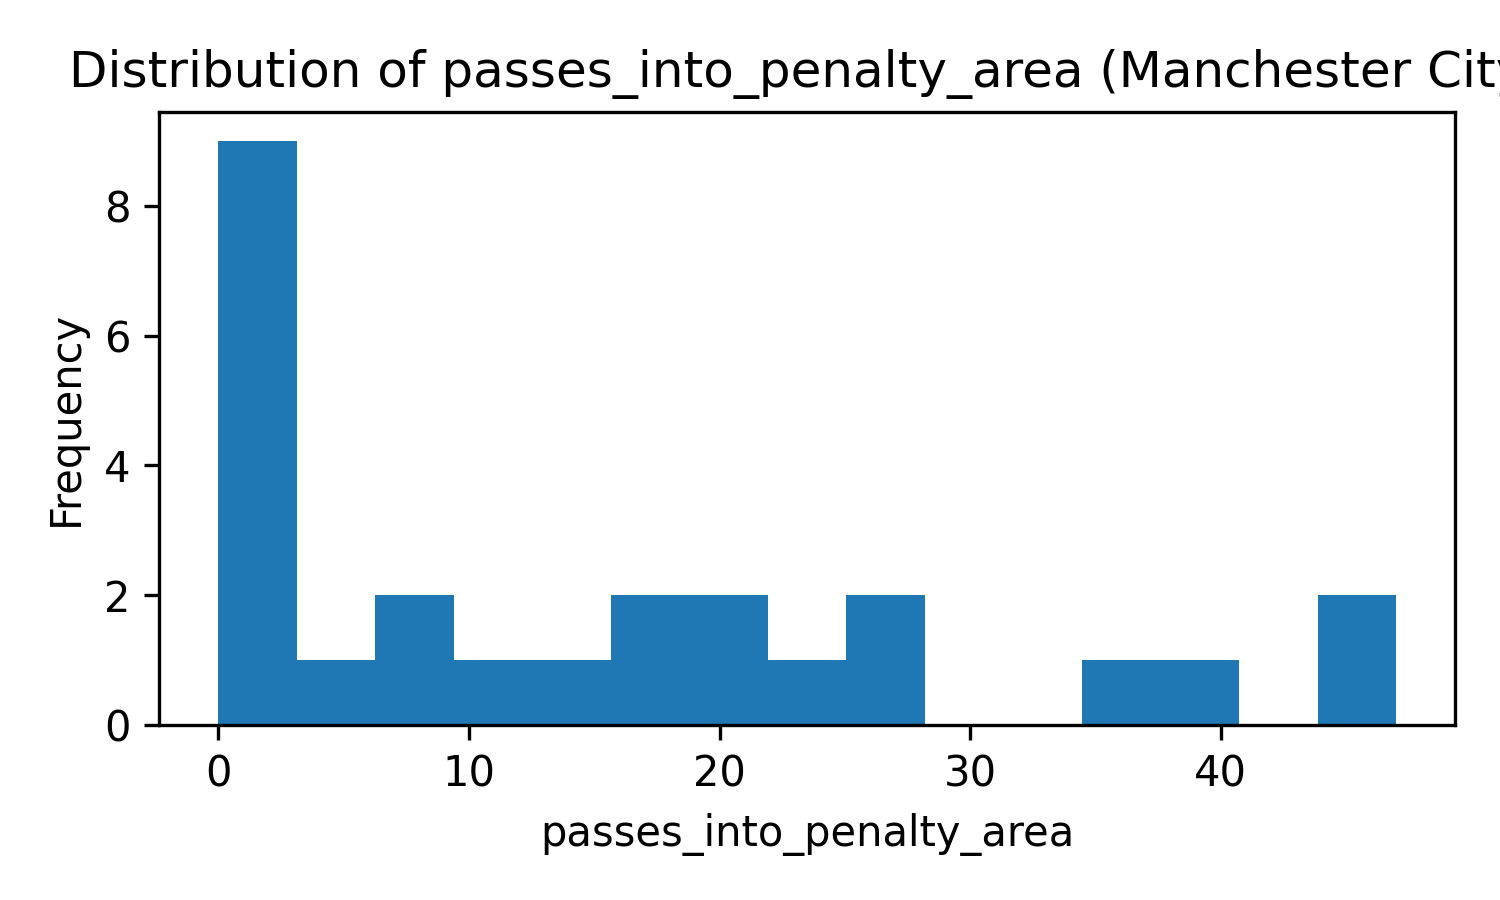 Distribution of passes_into_penalty_area (Manchester City
8
6
4
2
0
Frequency
0 10 20 30 40
passes_into_penalty_area